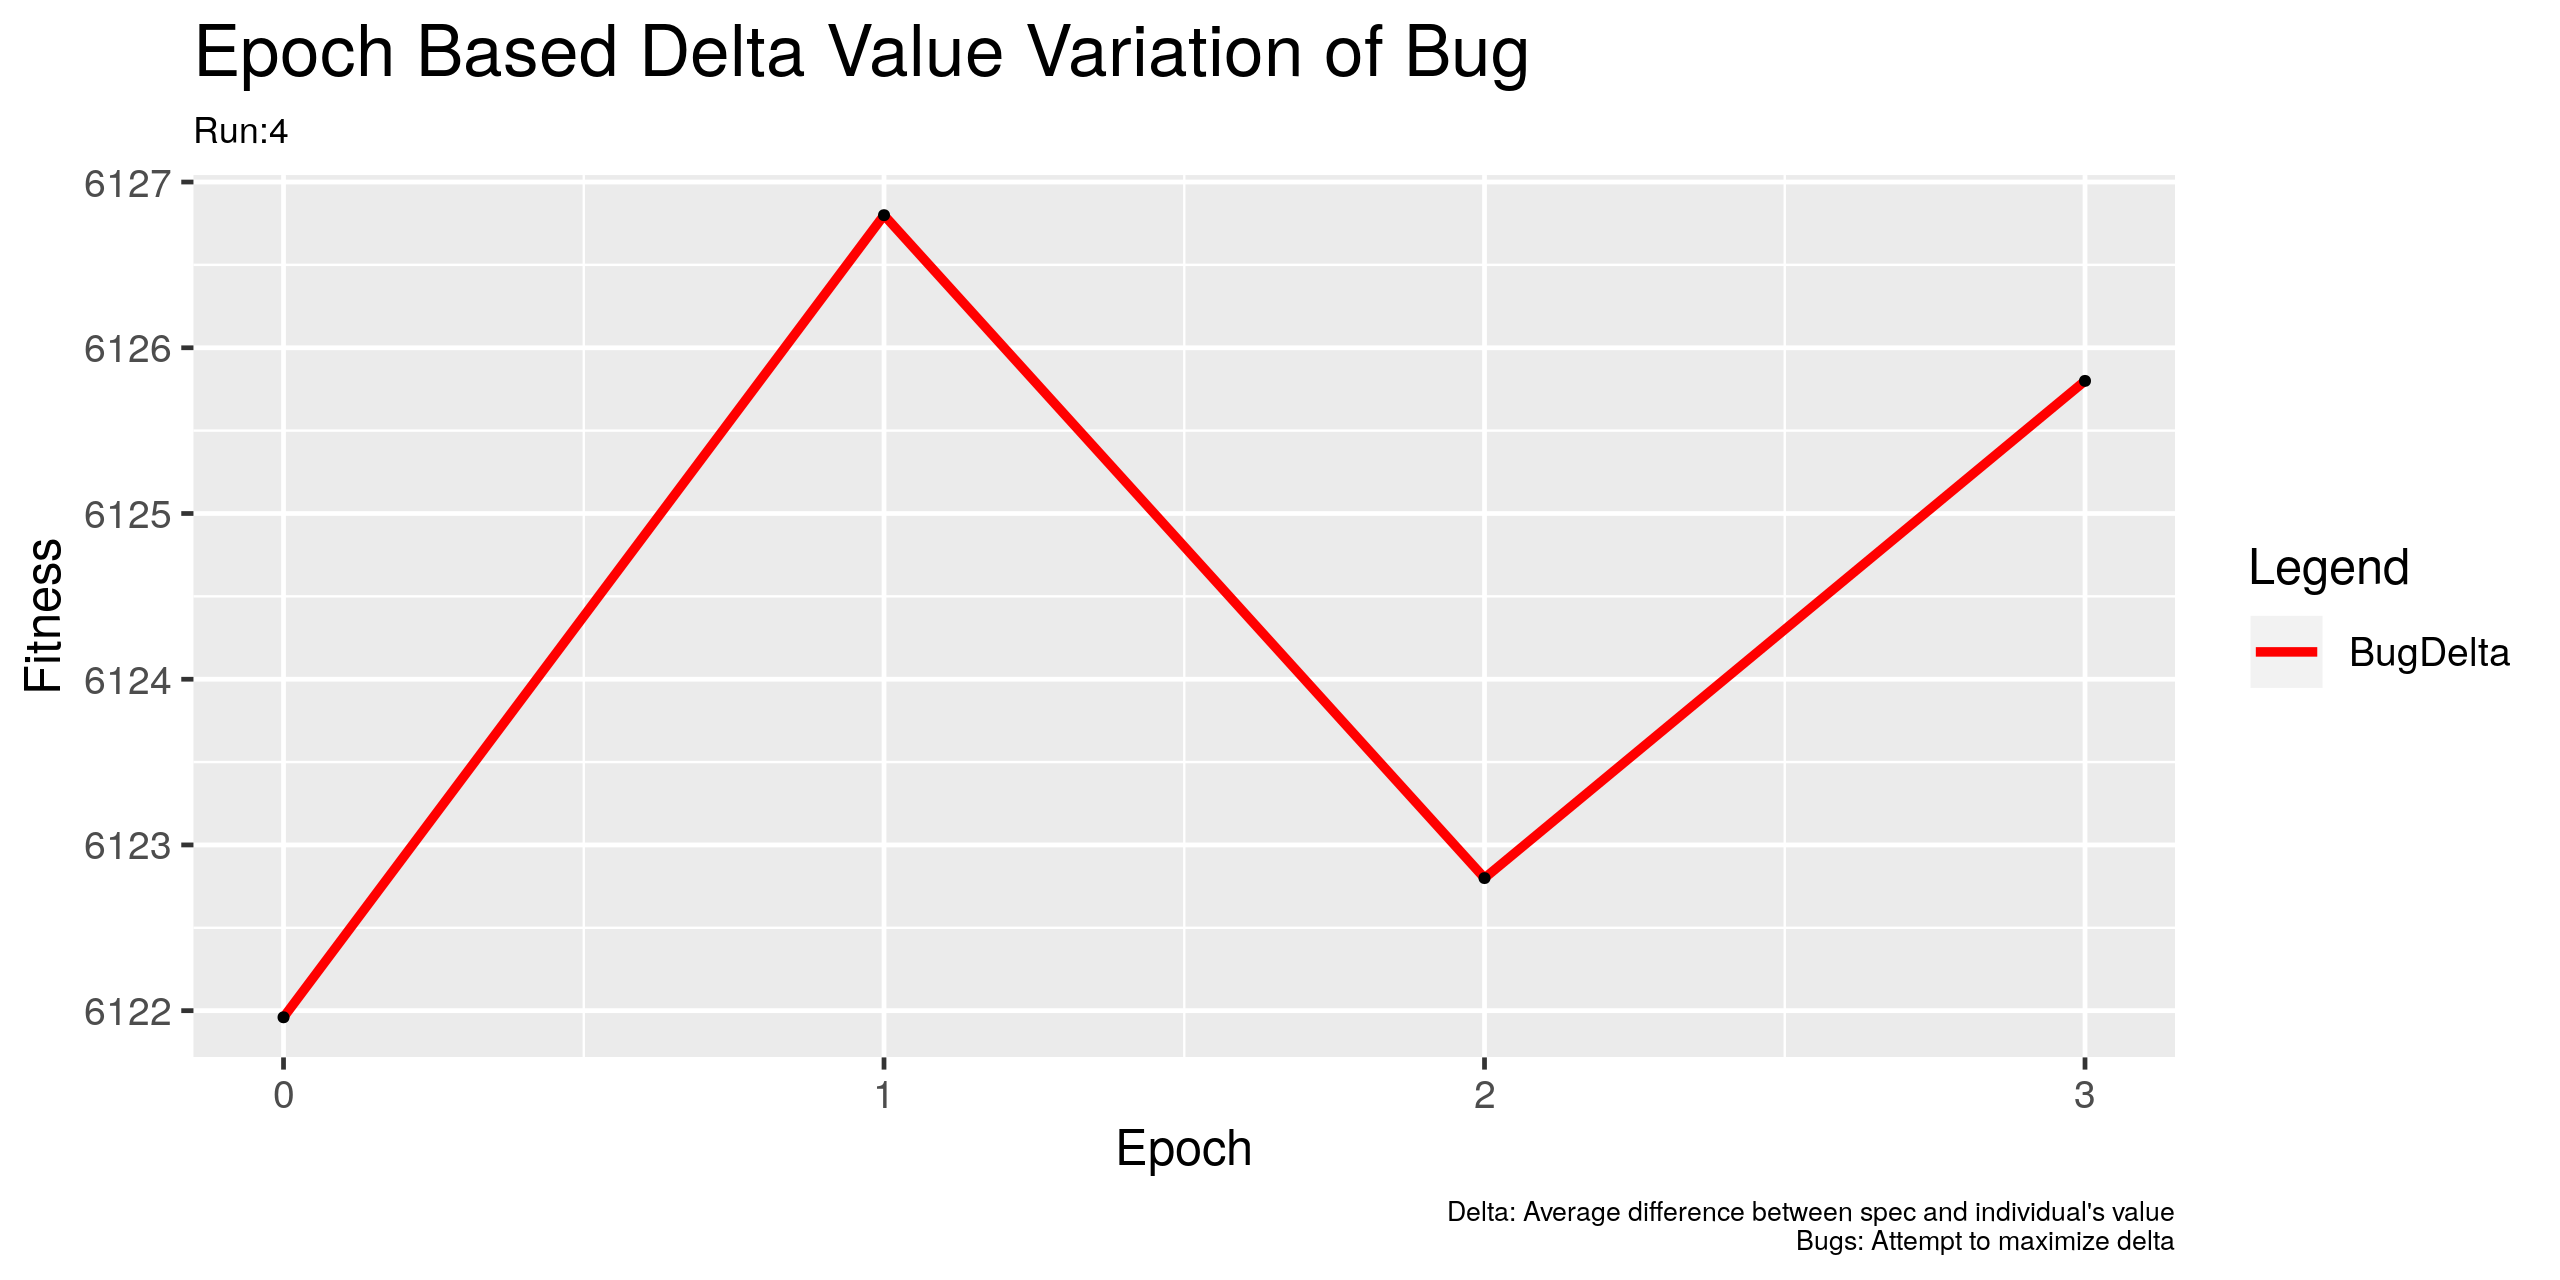 Epoch Based Delta Value Variation of Bug
Run:4
6127
6126
6125
6124
6123
6122
Fitness
0 1 2 3
Epoch
Legend
BugDelta
Delta: Average difference between spec and individual's value
Bugs: Attempt to maximize delta